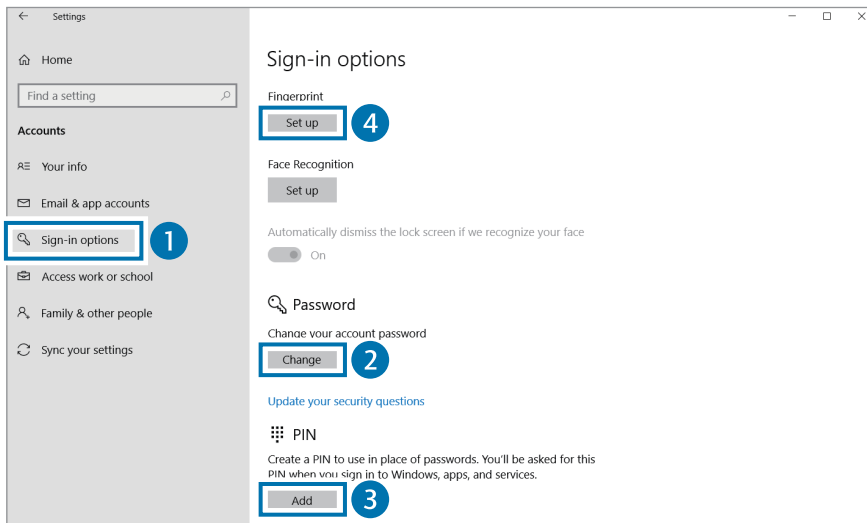 Settings
Home
Find a setting
Accounts
Your info
Email & app accounts
Sign-in options
1
Access work or school
Family & other people
Sync your settings
Sign-in options
Fingerprint
Set up
4
Face Recognition
Set up
Automatically dismiss the lock screen if we recognize your face
On
Password
Change your account password
Change
2
Update your security questions
PIN
Create a PIN to use in place of passwords. You'll be asked for this
PIN when you sign in to Windows, apps, and services.
Add
3